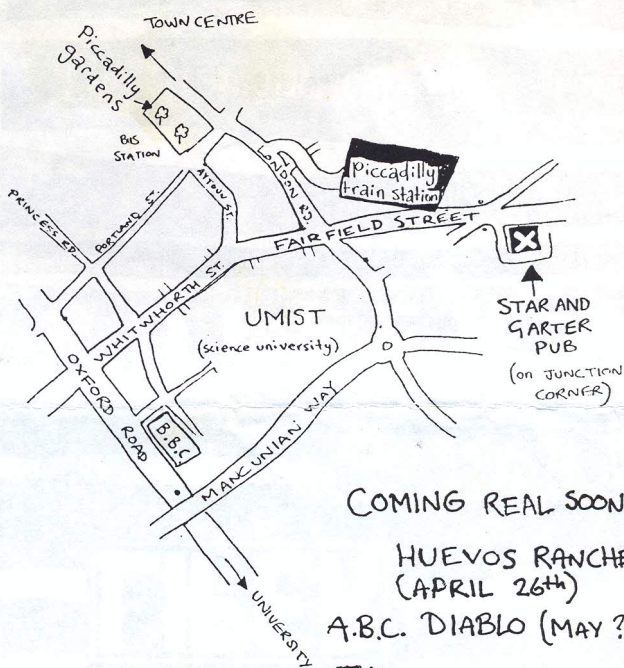 TOWN CENTRE
Piccadilly
gardens
BUS
STATION
LONDON RD.
Piccadilly
train station
AYTOUN ST.
PRINCESS RD
PORTLAND ST.
FAIRFIELD STREET
WHITWHORTH ST.
X
STAR AND
GARTER
PUB
(on JUNCTION
CORNER)
UMIST
(science university)
OXFORD ROAD
B.B.C
MANCUNIAN WAY
UNIVERSITY
COMING REAL SOON
HUEVOS RANCHE
(APRIL 26th)
A.B.C. DIABLO (MAY ?